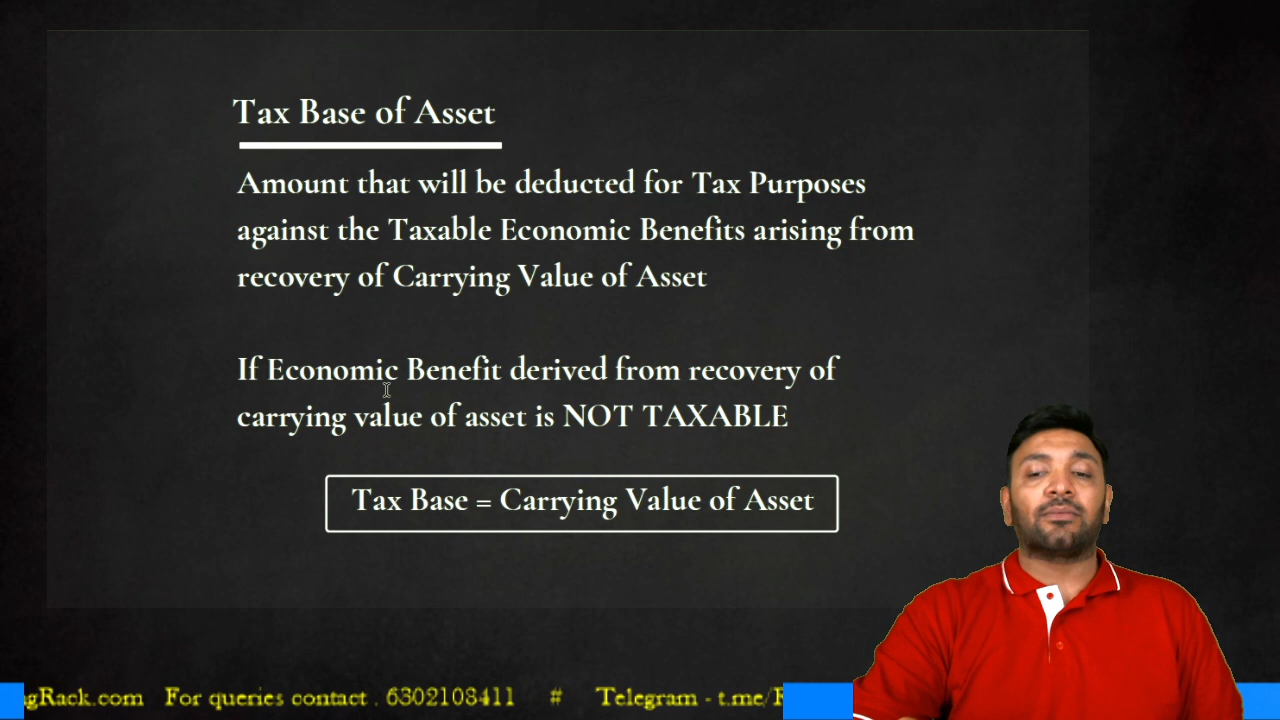 Tax Base of Asset
Amount that will be deducted for Tax Purposes
against the Taxable Economic Benefits arising from
recovery of Carrying Value of Asset
If Economic Benefit derived from recovery of
carrying value of asset is NOT TAXABLE
Tax Base = Carrying Value of Asset
gRack.com For queries contact . 6302108411 # Telegram - t.me/